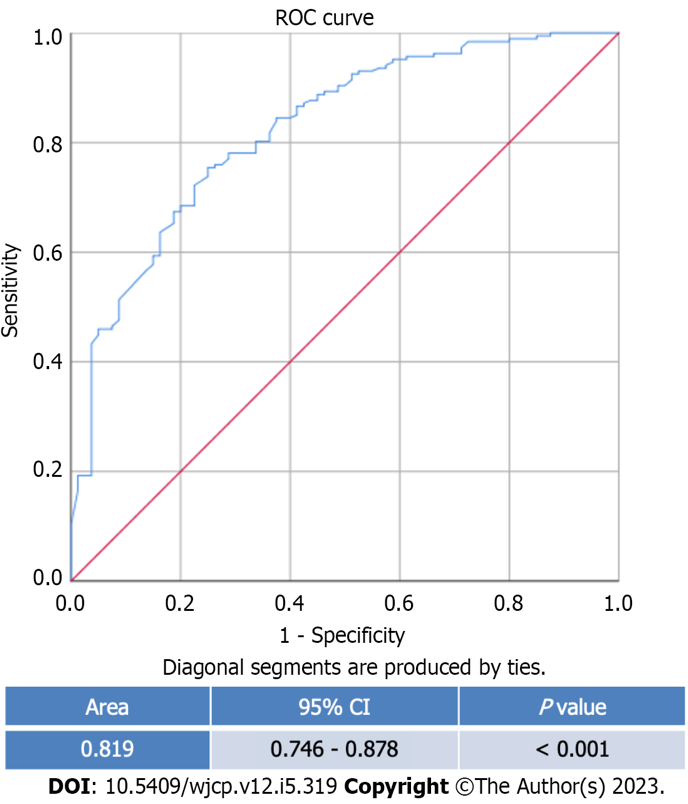 ROC curve
1.0
0.8
0.6
0.4
0.2
0.0
Sensitivity
0.0 0.2 0.4 0.6 0.8 1.0
1 - Specificity
Diagonal segments are produced by ties.
Area 95% CI P value
0.819 0.746 - 0.878 < 0.001
DOI: 10.5409/wjcp.v12.i5.319 Copyright ©The Author(s) 2023.